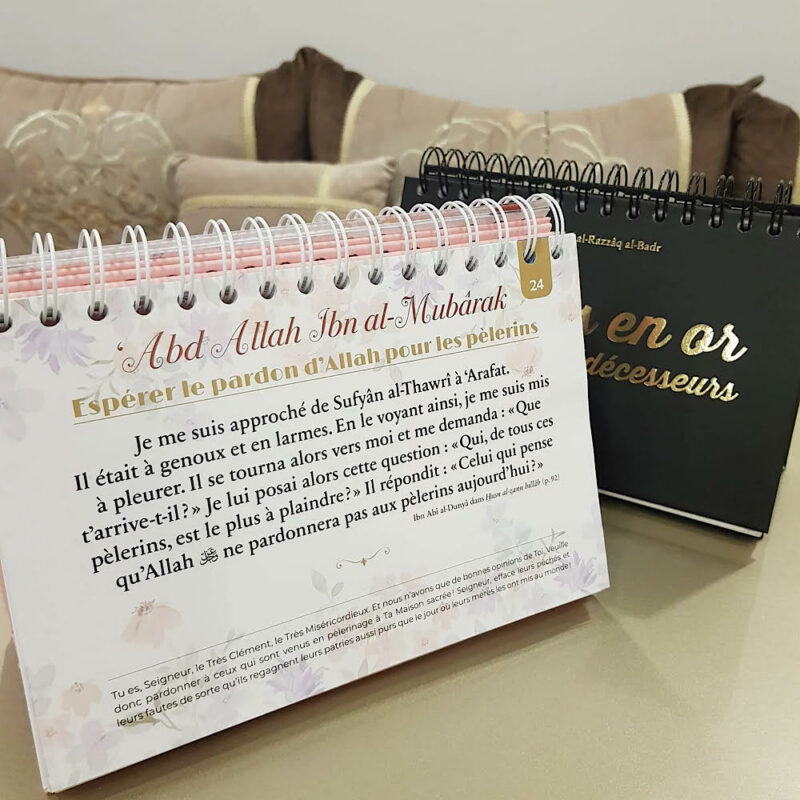 24
‘Abd Allah Ibn al-Mubârak
Espérer le pardon d’Allah pour les pèlerins
Je me suis approché de Sufyân al-Thawrî à ‘Arafat.
Il était à genoux et en larmes. En le voyant ainsi, je me suis mis
à pleurer. Il se tourna alors vers moi et me demanda : « Que
t’arrive-t-il ? » Je lui posai alors cette question : « Qui, de tous ces
pèlerins, est le plus à plaindre ? » Il répondit : « Celui qui pense
qu’Allah ﷻ ne pardonnera pas aux pèlerins aujourd’hui ? »
Ibn Abî al-Dunyâ dans Husn al-zann billâh (p. 92)
Tu es, Seigneur, le Très Clément, le Très Miséricordieux. Et nous n’avons que de bonnes opinions de Toi. Veuille
donc pardonner à ceux qui sont venus en pèlerinage à Ta Maison sacrée ! Seigneur, efface leurs péchés et
leurs fautes de sorte qu’ils regagnent leurs patries aussi purs que le jour où leurs mères les ont mis au monde !
al-Razzâq al-Badr
en or
décesseurs